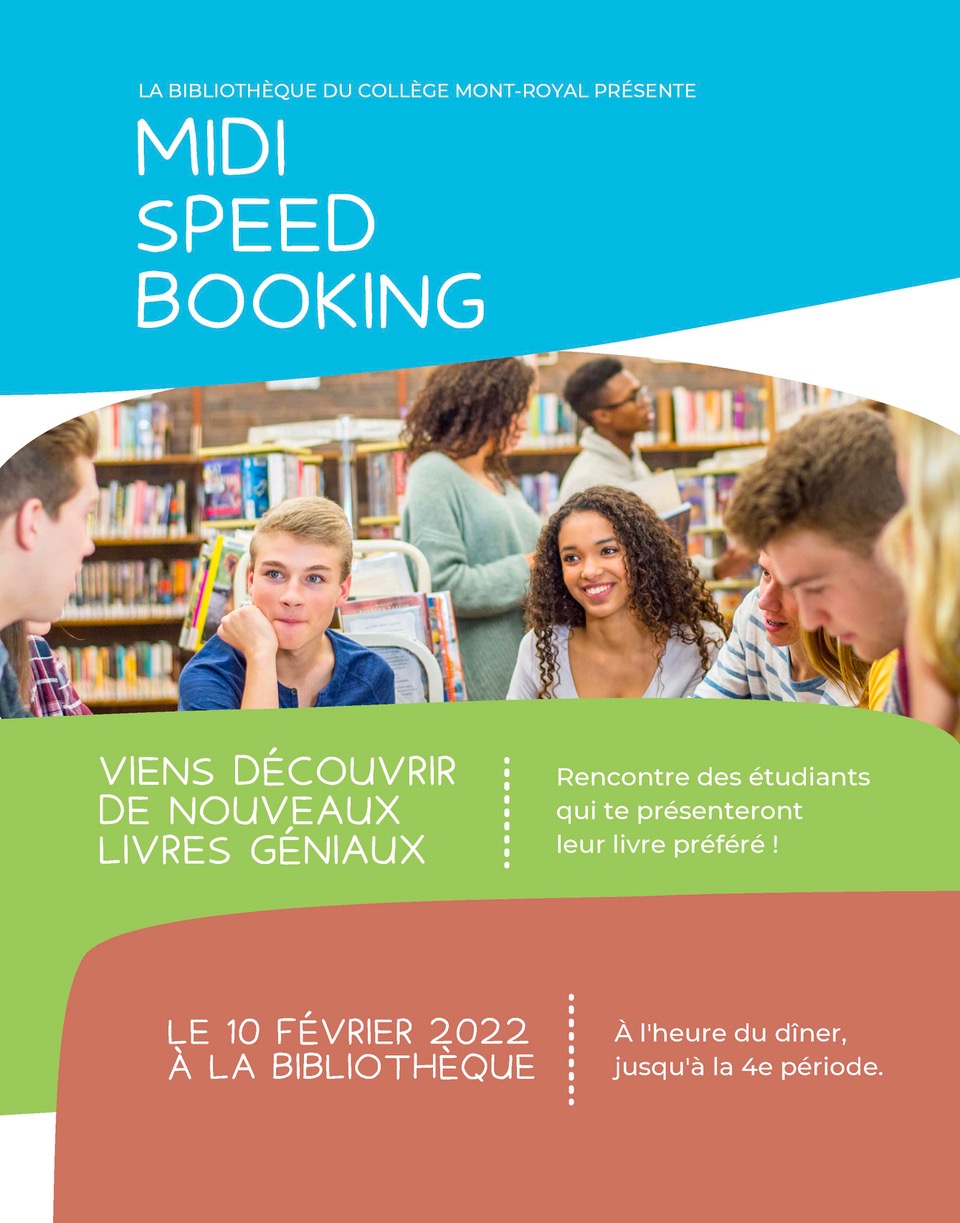 LA BIBLIOTHÈQUE DU COLLÈGE MONT-ROYAL PRÉSENTE
MIDI
SPEED
BOOKING
VIENS DÉCOUVRIR
DE NOUVEAUX
LIVRES GÉNIAUX
Rencontre des étudiants
qui te présenteront
leur livre préféré !
LE 10 FÉVRIER 2022
À LA BIBLIOTHÈQUE
À l'heure du dîner,
jusqu'à la 4e période.